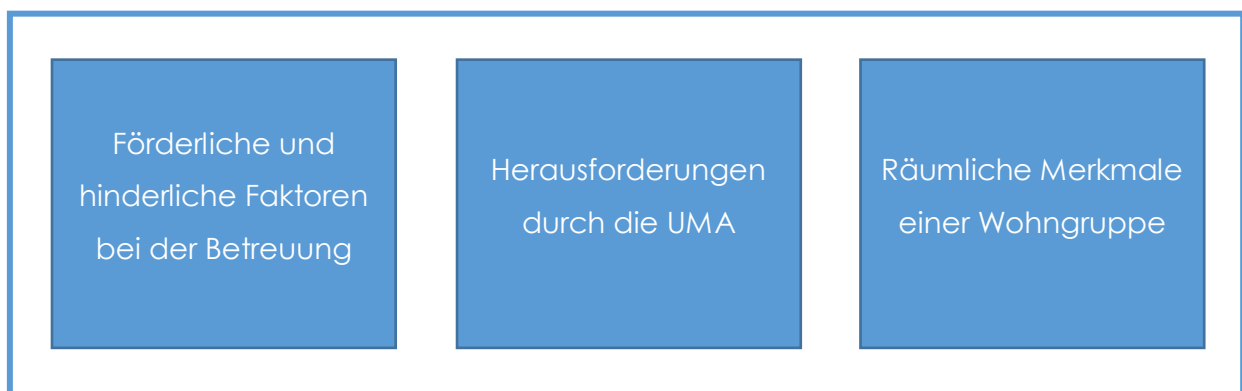 Förderliche und
hinderliche Faktoren
bei der Betreuung
Herausforderungen
durch die UMA
Räumliche Merkmale
einer Wohngruppe